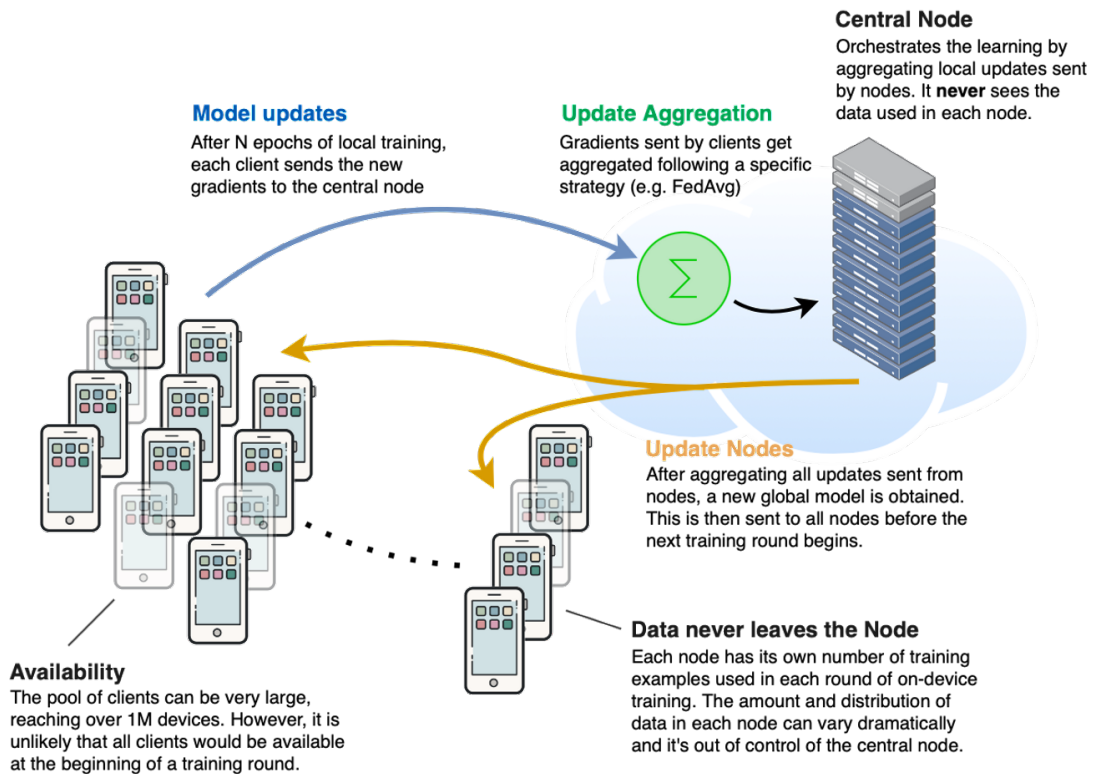 Central Node
Orchestrates the learning by
aggregating local updates sent
by nodes. It never sees the
data used in each node.
Model updates
After N epochs of local training,
each client sends the new
gradients to the central node
Update Aggregation
Gradients sent by clients get
aggregated following a specific
strategy (e.g. FedAvg)
Σ
Update Nodes
After aggregating all updates sent from
nodes, a new global model is obtained.
This is then sent to all nodes before the
next training round begins.
Data never leaves the Node
Each node has its own number of training
examples used in each round of on-device
training. The amount and distribution of
data in each node can vary dramatically
and it's out of control of the central node.
Availability
The pool of clients can be very large,
reaching over 1M devices. However, it is
unlikely that all clients would be available
at the beginning of a training round.